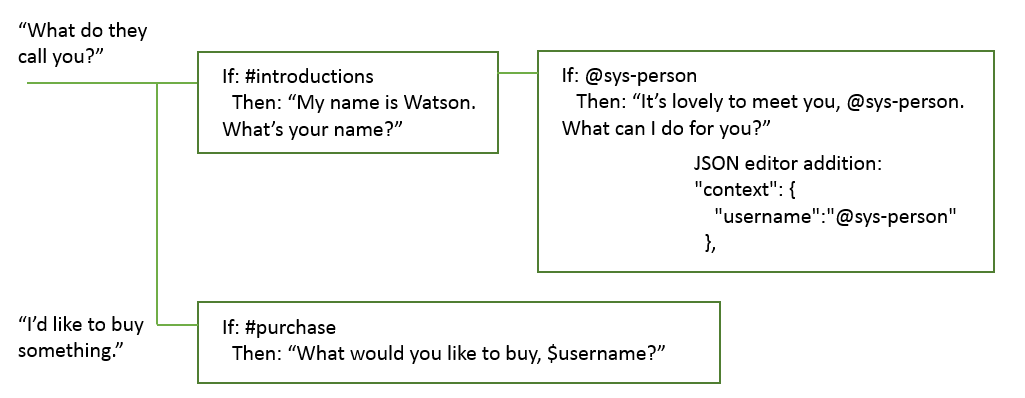 “What do they
call you?”
If: #introductions
Then: “My name is Watson.
What’s your name?”
If: @sys-person
Then: “It’s lovely to meet you, @sys-person.
What can I do for you?”
JSON editor addition:
"context": {
"username":"@sys-person"
},
“I’d like to buy
something.”
If: #purchase
Then: “What would you like to buy, $username?”